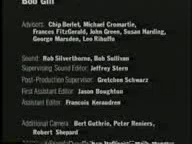 Bob Gill
Advisors: Chip Berlet, Michael Cromartie,
Frances FitzGerald, John Green, Susan Harding,
George Marsden, Leo Ribuffo
Sound: Rob Silverthorne, Bob Sullivan
Supervising Sound Editor: Jeffrey Stern
Post-Production Supervisor: Gretchen Schwarz
First Assistant Editor: Jason Boughton
Assistant Editor: Francois Keraudren
Additional Camera: Bert Guthrie, Peter Reniers,
Robert Shepard